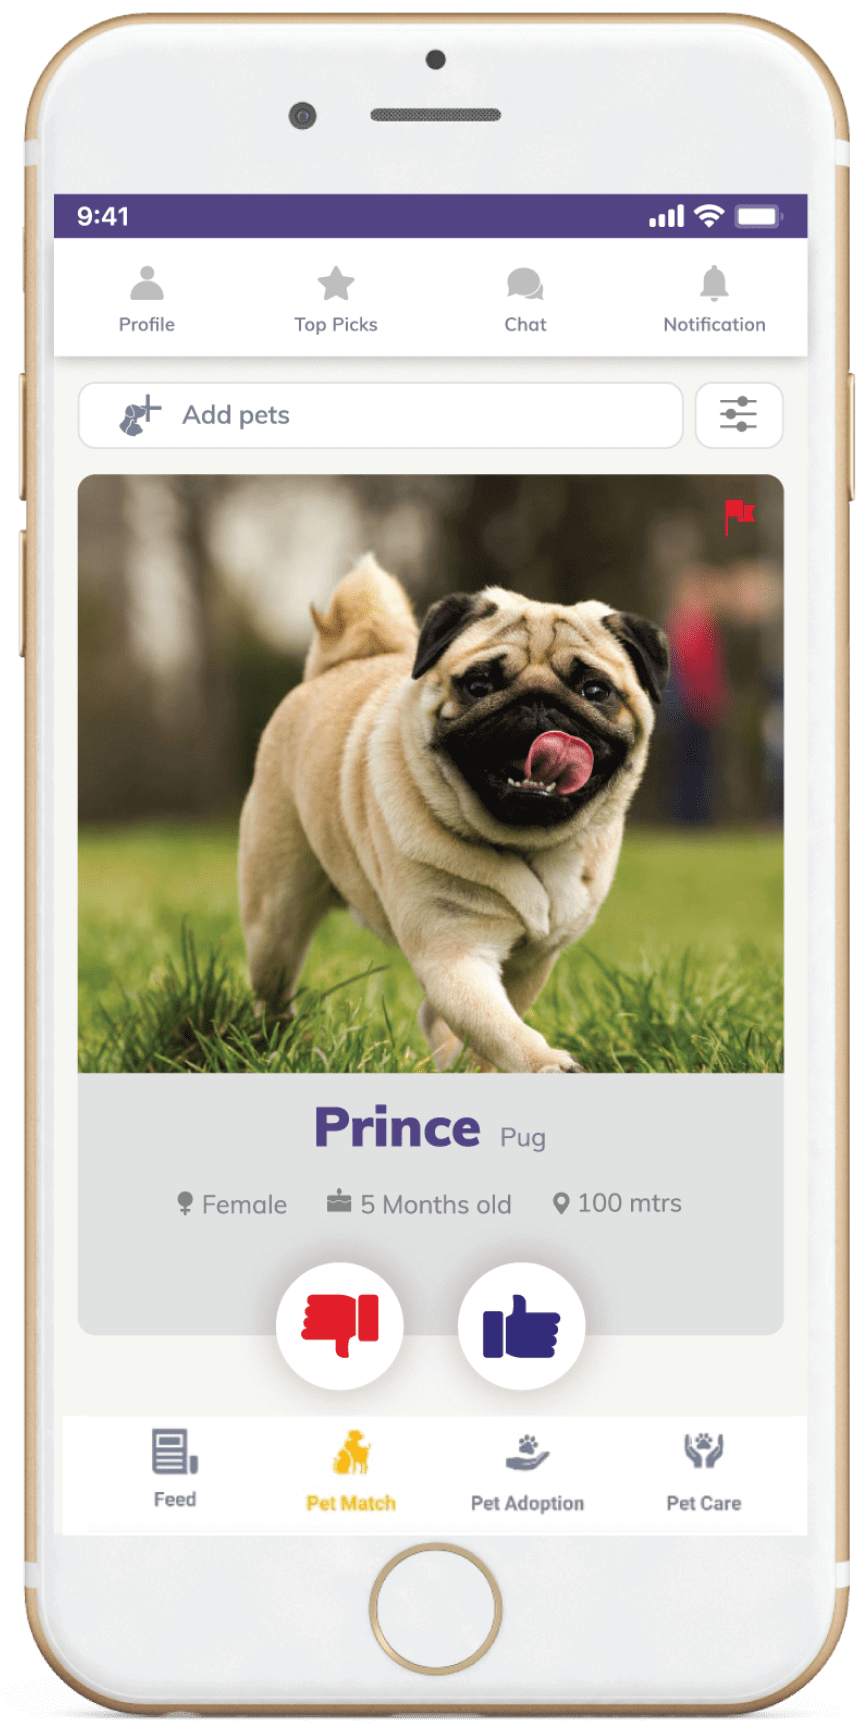 9:41
Profile Top Picks Chat Notification
Add pets
Prince Pug
Female 5 Months old 100 mtrs
Feed Pet Match Pet Adoption Pet Care